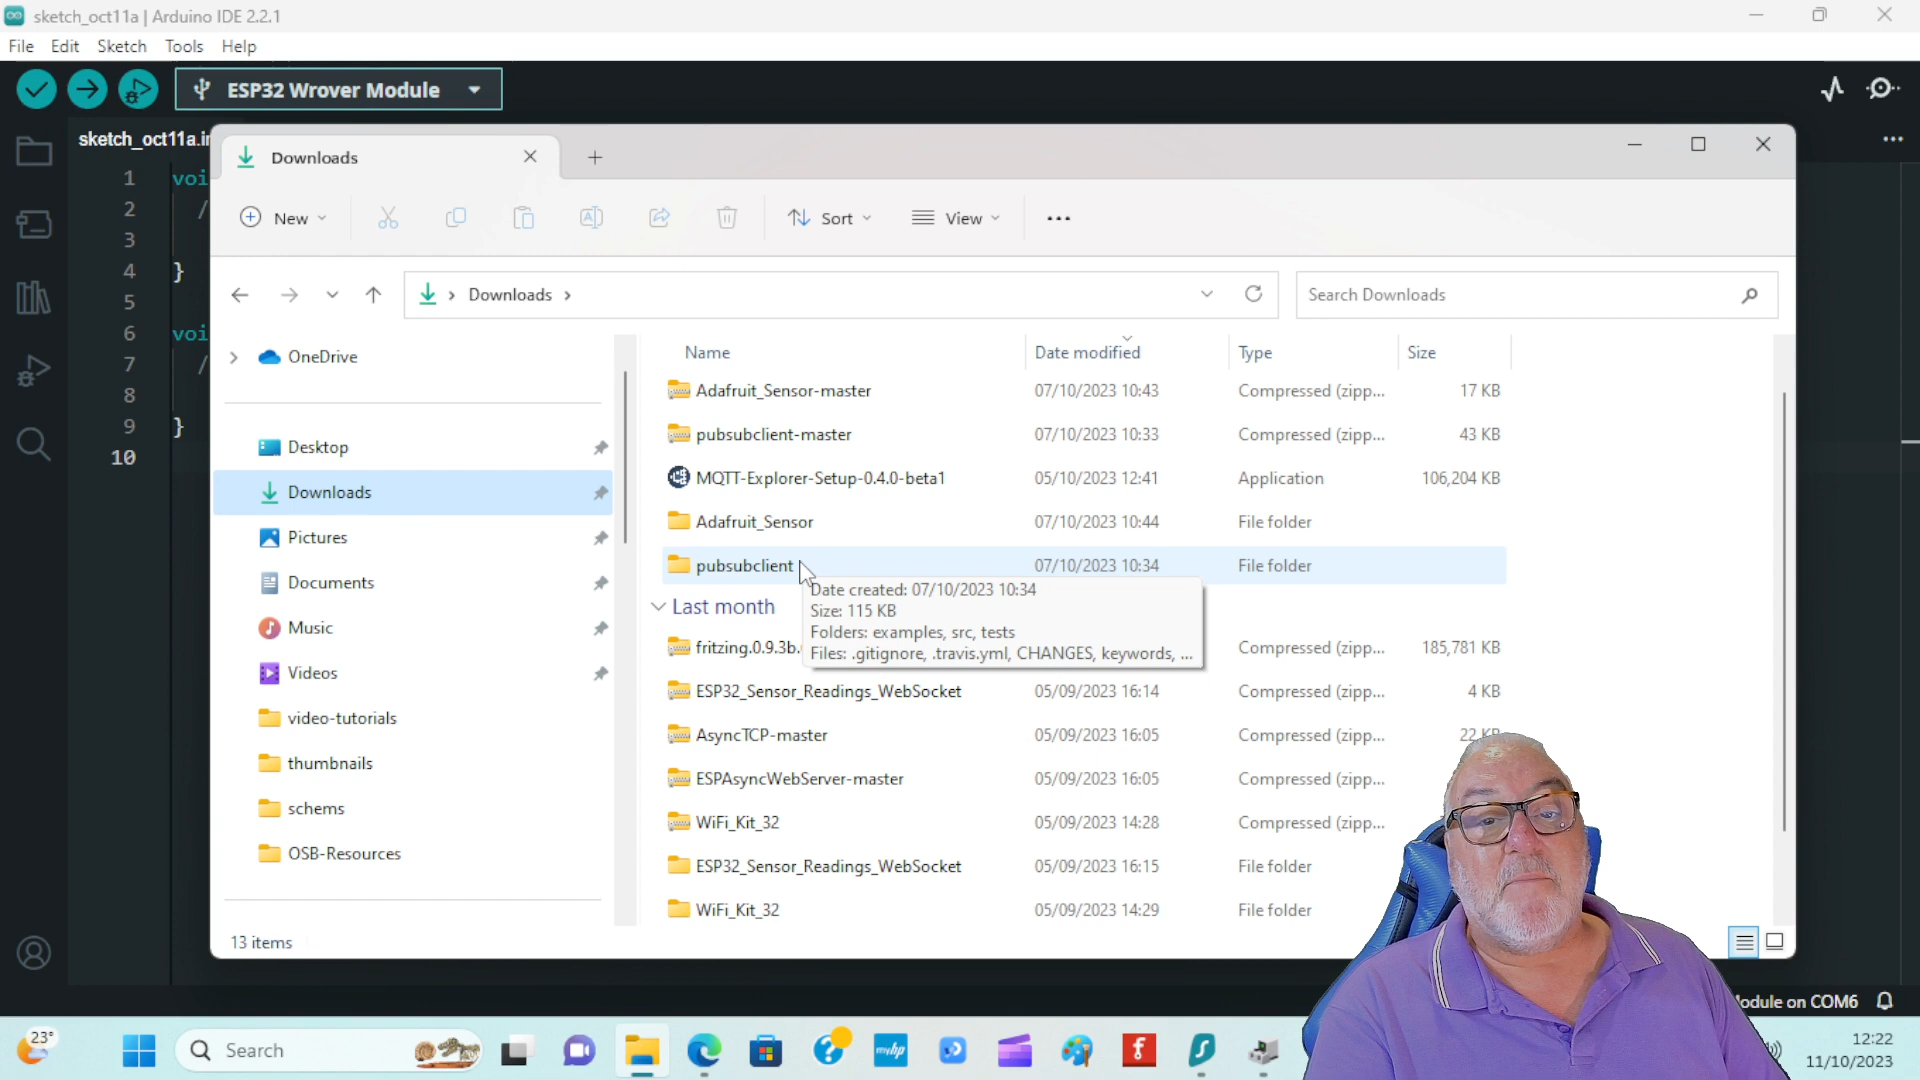 sketch_oct11a | Arduino IDE 2.2.1
File Edit Sketch Tools Help
ESP32 Wrover Module
sketch_oct11a.in
Downloads
1 voi
2 /
3
4 }
5
6 voi
7 /
8
9 }
10
New Sort View
Downloads
Search Downloads
OneDrive
Desktop
Downloads
Pictures
Documents
Music
Videos
video-tutorials
thumbnails
schems
OSB-Resources
Name Date modified Type Size
Adafruit_Sensor-master 07/10/2023 10:43 Compressed (zipp... 17 KB
pubsubclient-master 07/10/2023 10:33 Compressed (zipp... 43 KB
MQTT-Explorer-Setup-0.4.0-beta1 05/10/2023 12:41 Application 106,204 KB
Adafruit_Sensor 07/10/2023 10:44 File folder
pubsubclient 07/10/2023 10:34 File folder
Date created: 07/10/2023 10:34
Size: 115 KB
Folders: examples, src, tests
Files: .gitignore, .travis.yml, CHANGES, keywords, ...
Last month
fritzing.0.9.3b. Compressed (zipp... 185,781 KB
ESP32_Sensor_Readings_WebSocket 05/09/2023 16:14 Compressed (zipp... 4 KB
AsyncTCP-master 05/09/2023 16:05 Compressed (zipp... 22 KB
ESPAsyncWebServer-master 05/09/2023 16:05 Compressed (zipp...
WiFi_Kit_32 05/09/2023 14:28 Compressed (zipp...
ESP32_Sensor_Readings_WebSocket 05/09/2023 16:15 File folder
WiFi_Kit_32 05/09/2023 14:29 File folder
13 items
odule on COM6
23°
Search
myhp
12:22
11/10/2023